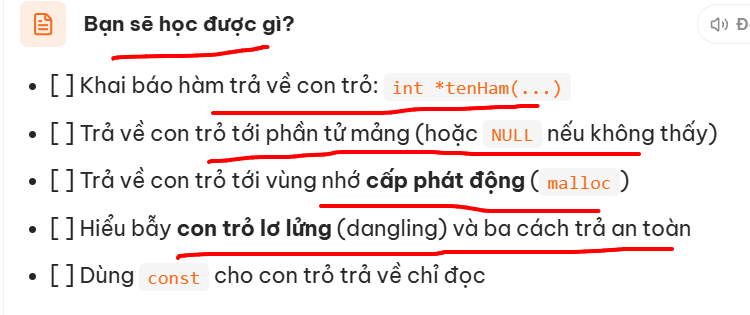 Bạn sẽ học được gì?
[ ] Khai báo hàm trả về con trỏ: int *tenHam(...)
[ ] Trả về con trỏ tới phần tử mảng (hoặc NULL nếu không thấy)
[ ] Trả về con trỏ tới vùng nhớ cấp phát động (malloc)
[ ] Hiểu bẫy con trỏ lơ lửng (dangling) và ba cách trả an toàn
[ ] Dùng const cho con trỏ trả về chỉ đọc